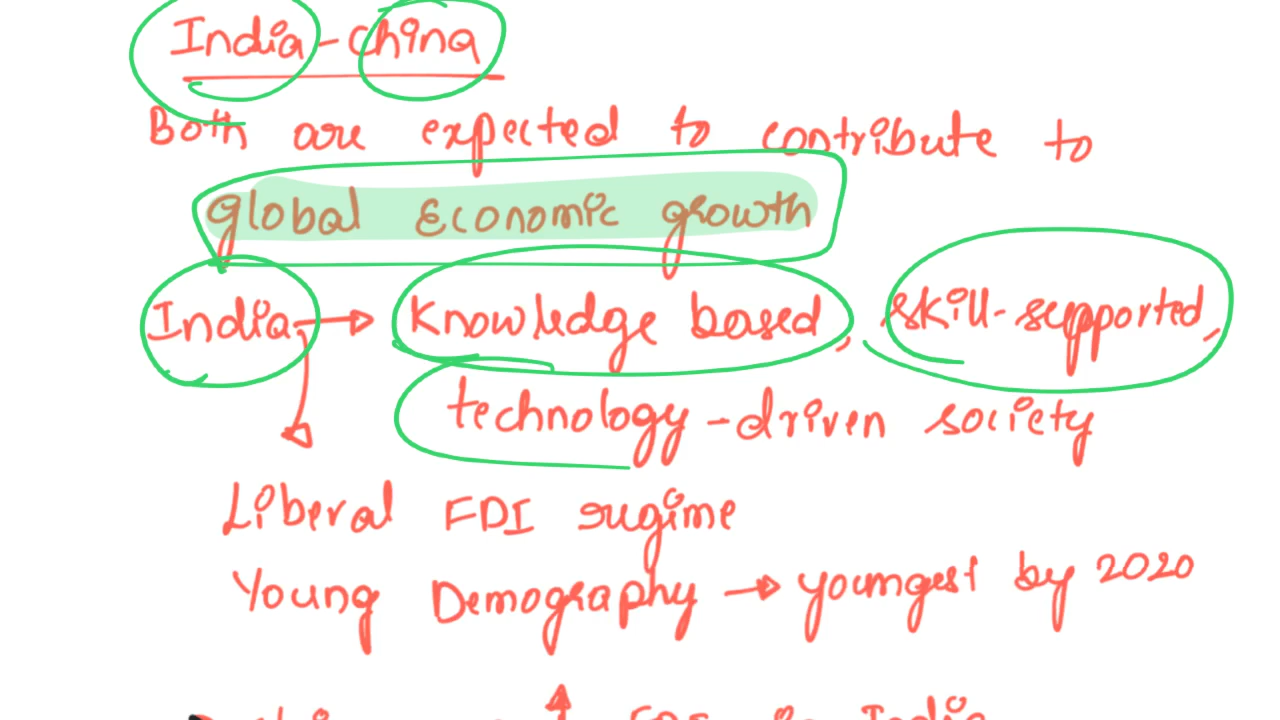 India - China
Both are expected to contribute to
global Economic growth
India → Knowledge based, skill-supported,
technology - driven society
Liberal FDI regime
Young Demography → youngest by 2020
India